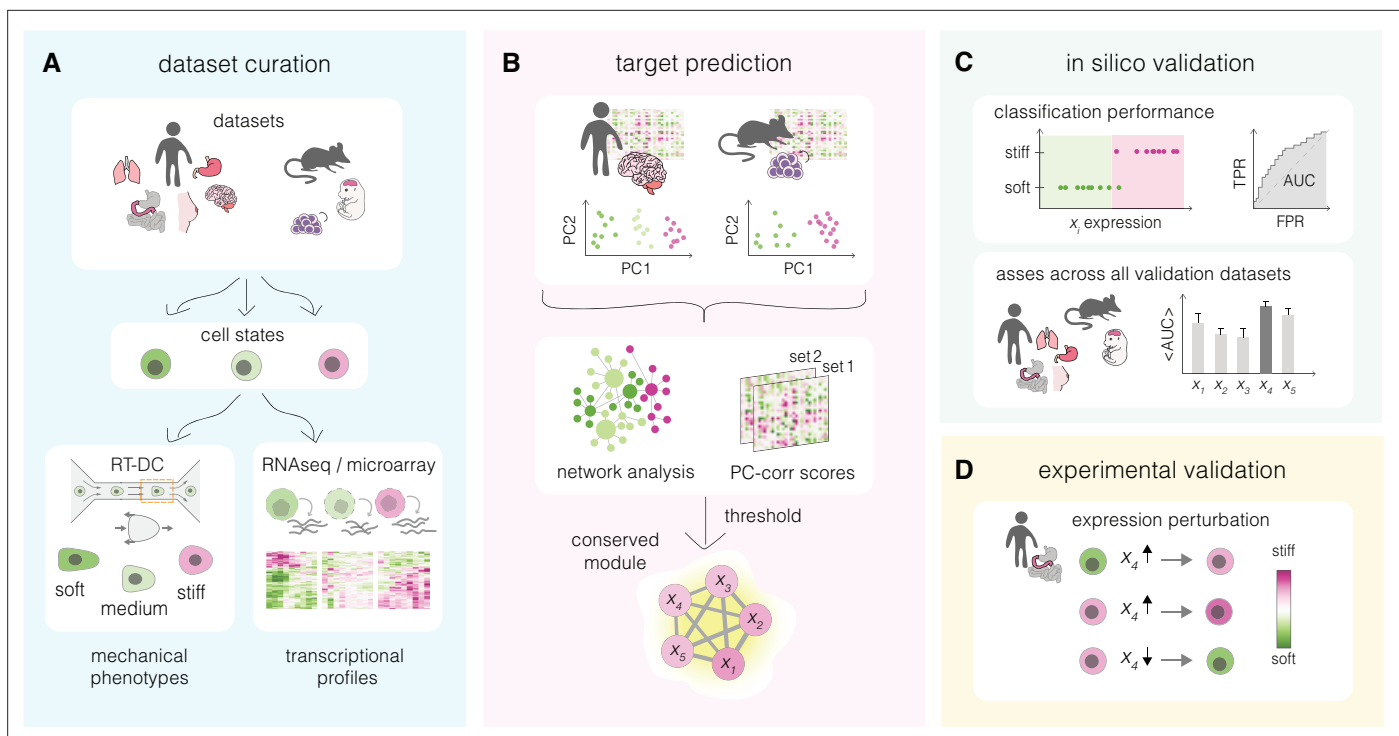 A dataset curation
datasets
cell states
RT-DC
soft
medium
stiff
mechanical
phenotypes
RNAseq / microarray
transcriptional
profiles
B target prediction
PC2
PC1
PC2
PC1
network analysis
set 2
set 1
PC-corr scores
threshold
conserved
module
x3
x4
x2
x5
x1
C in silico validation
classification performance
stiff
soft
xi expression
TPR
AUC
FPR
asses across all validation datasets
<AUC>
x1 x2 x3 x4 x5
D experimental validation
expression perturbation
x4
x4
x4
stiff
soft